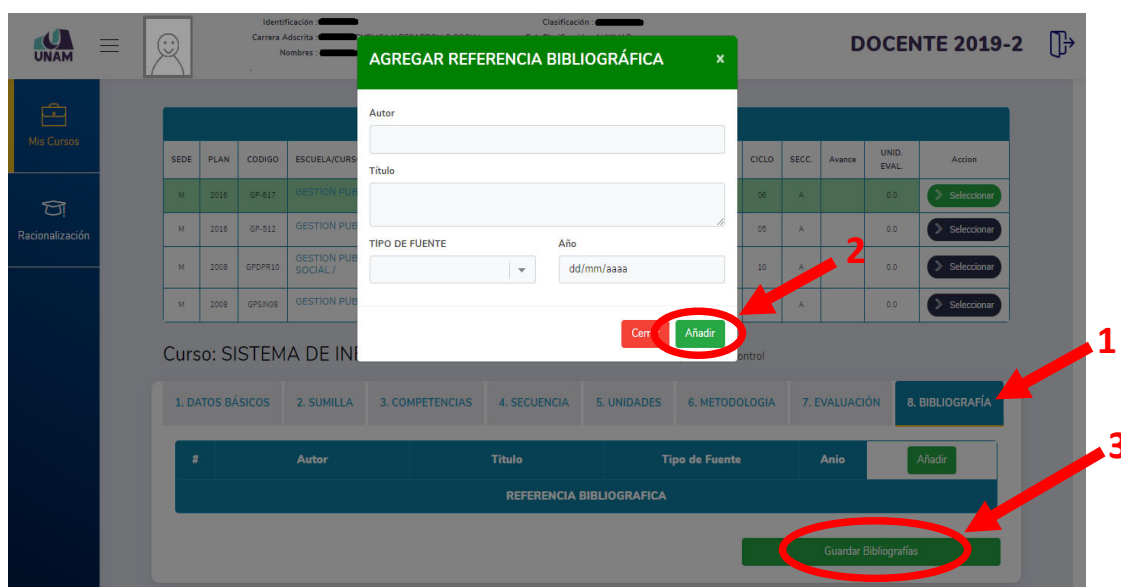 Identificación :
Clasificación :
Carrera Adscrita :
Nombres :
UNAM
DOCENTE 2019-2
AGREGAR REFERENCIA BIBLIOGRÁFICA x
Autor
Título
TIPO DE FUENTE Año
dd/mm/aaaa
Cerrar Añadir
2
Mis Cursos
Racionalización
SEDE PLAN CODIGO ESCUELA/CURS CICLO SECC. Avance UNID. EVAL. Accion
M 2016 GP-617 GESTION PUB 06 A 0.0 Seleccionar
M 2016 GP-512 GESTION PUB 05 A 0.0 Seleccionar
M 2008 GPDPR10 GESTION PUB 10 A 0.0 Seleccionar
SOCIAL /
M 2008 GPSIN08 GESTION PUB A 0.0 Seleccionar
Curso: SISTEMA DE INF ontrol
1
1. DATOS BÁSICOS 2. SUMILLA 3. COMPETENCIAS 4. SECUENCIA 5. UNIDADES 6. METODOLOGIA 7. EVALUACIÓN 8. BIBLIOGRAFÍA
# Autor Titulo Tipo de Fuente Anio Añadir
3
REFERENCIA BIBLIOGRAFICA
Guardar Bibliografías